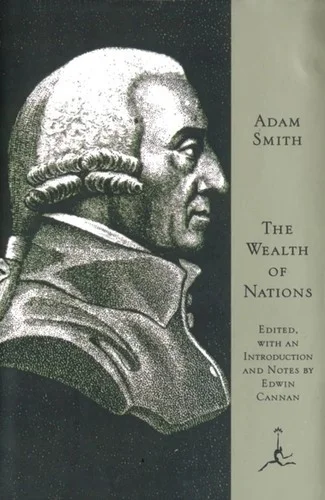 ADAM
SMITH
THE
WEALTH
OF
NATIONS
EDITED,
WITH AN
INTRODUCTION
AND NOTES BY
EDWIN
CANNAN